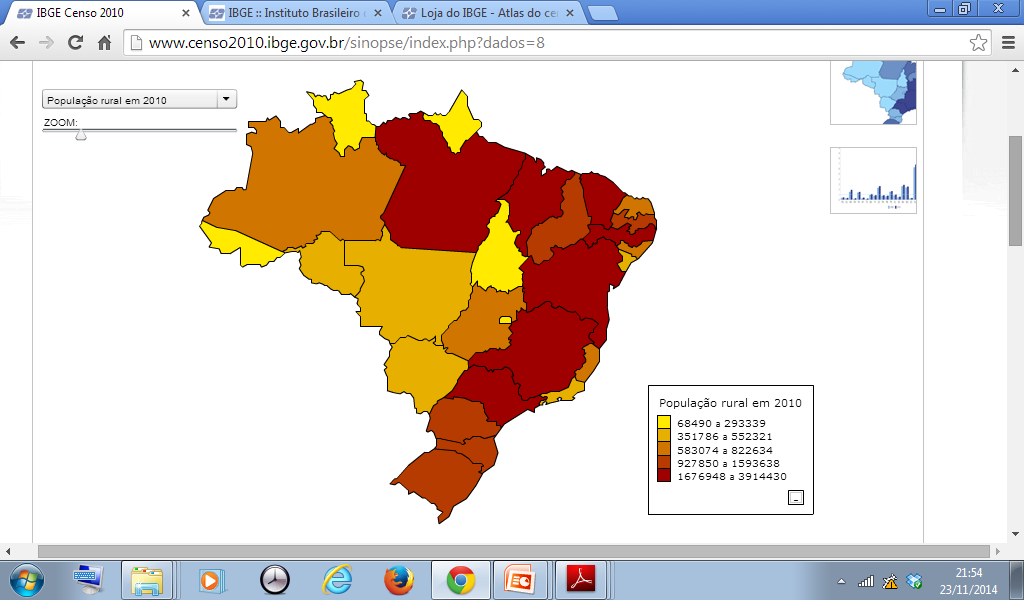 IBGE Censo 2010
IBGE :: Instituto Brasileiro
Loja do IBGE - Atlas do ce
www.censo2010.ibge.gov.br/sinopse/index.php?dados=8
População rural em 2010
ZOOM:
População rural em 2010
68490 a 293339
351786 a 552321
583074 a 822634
927850 a 1593638
1676948 a 3914430
21:54
23/11/2014